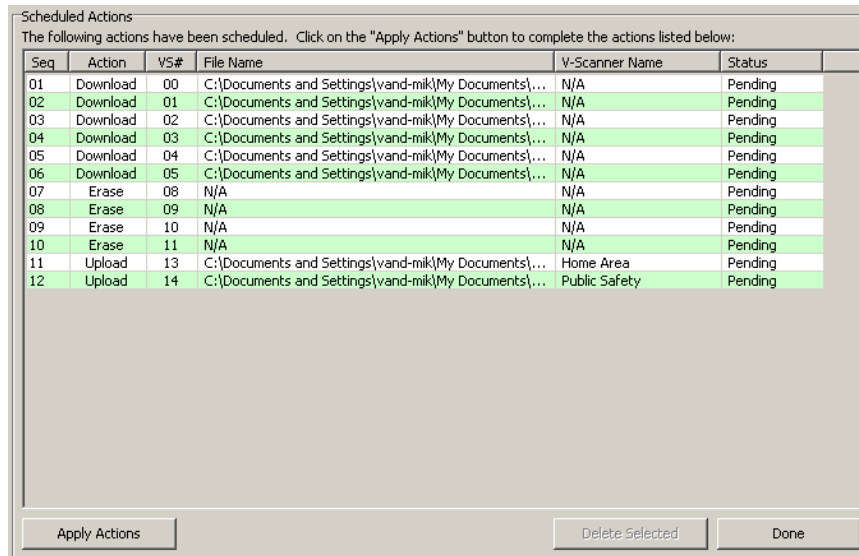 Scheduled Actions
The following actions have been scheduled. Click on the "Apply Actions" button to complete the actions listed below:
Seq Action VS# File Name V-Scanner Name Status
01 Download 00 C:\Documents and Settings\vand-mik\My Documents\... N/A Pending
02 Download 01 C:\Documents and Settings\vand-mik\My Documents\... N/A Pending
03 Download 02 C:\Documents and Settings\vand-mik\My Documents\... N/A Pending
04 Download 03 C:\Documents and Settings\vand-mik\My Documents\... N/A Pending
05 Download 04 C:\Documents and Settings\vand-mik\My Documents\... N/A Pending
06 Download 05 C:\Documents and Settings\vand-mik\My Documents\... N/A Pending
07 Erase 08 N/A N/A Pending
08 Erase 09 N/A N/A Pending
09 Erase 10 N/A N/A Pending
10 Erase 11 N/A N/A Pending
11 Upload 13 C:\Documents and Settings\vand-mik\My Documents\... Home Area Pending
12 Upload 14 C:\Documents and Settings\vand-mik\My Documents\... Public Safety Pending
Apply Actions Delete Selected Done